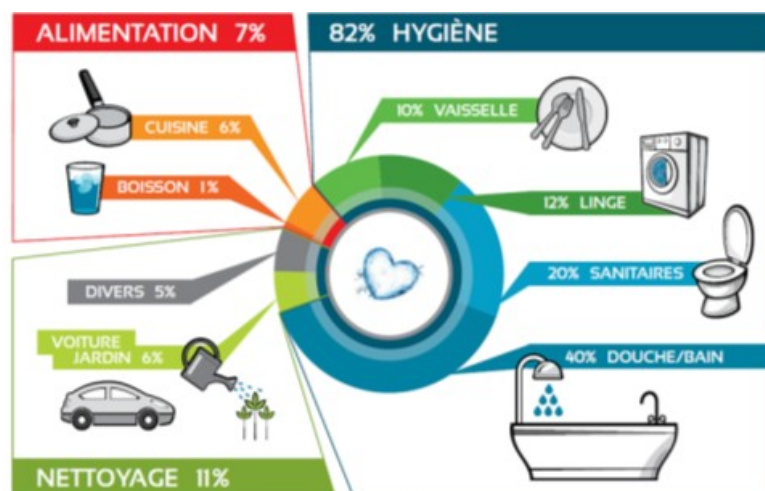 ALIMENTATION 7%
82% HYGIÈNE
CUISINE 6%
BOISSON 1%
10% VAISSELLE
12% LINGE
20% SANITAIRES
40% DOUCHE/BAIN
DIVERS 5%
VOITURE
JARDIN 6%
NETTOYAGE 11%